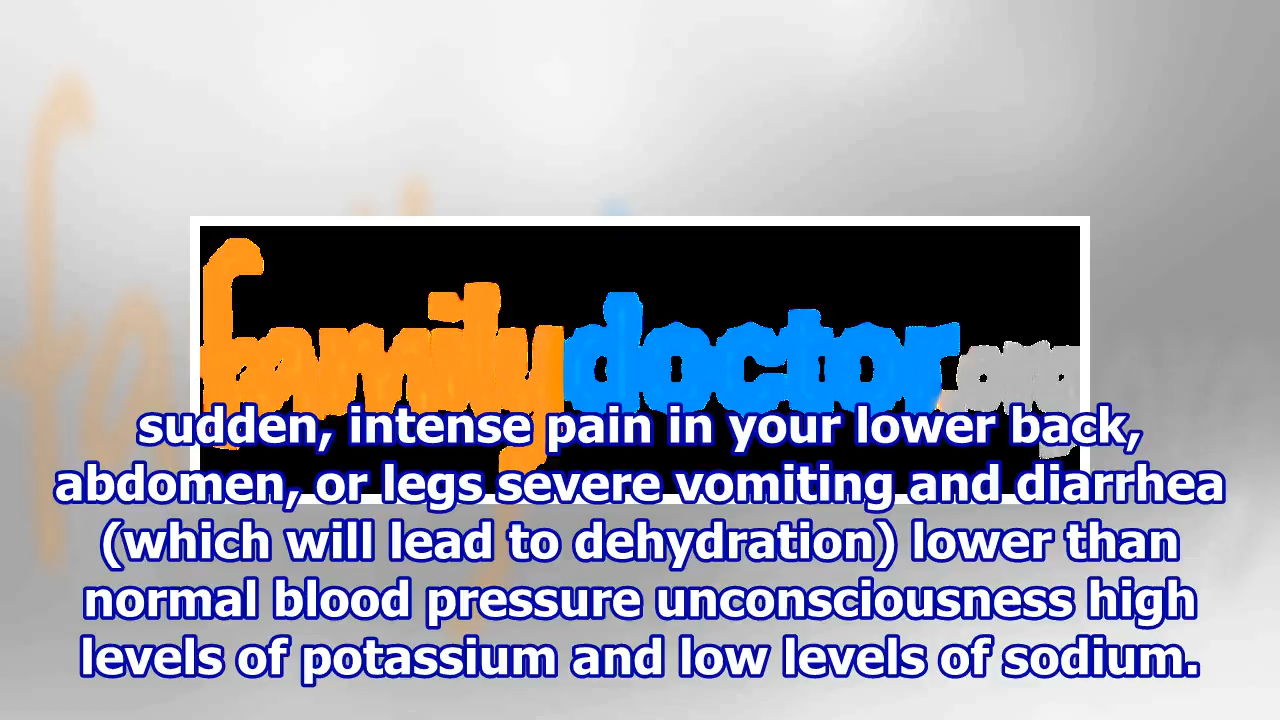 familydoctor.org
sudden, intense pain in your lower back,
abdomen, or legs severe vomiting and diarrhea
(which will lead to dehydration) lower than
normal blood pressure unconsciousness high
levels of potassium and low levels of sodium.